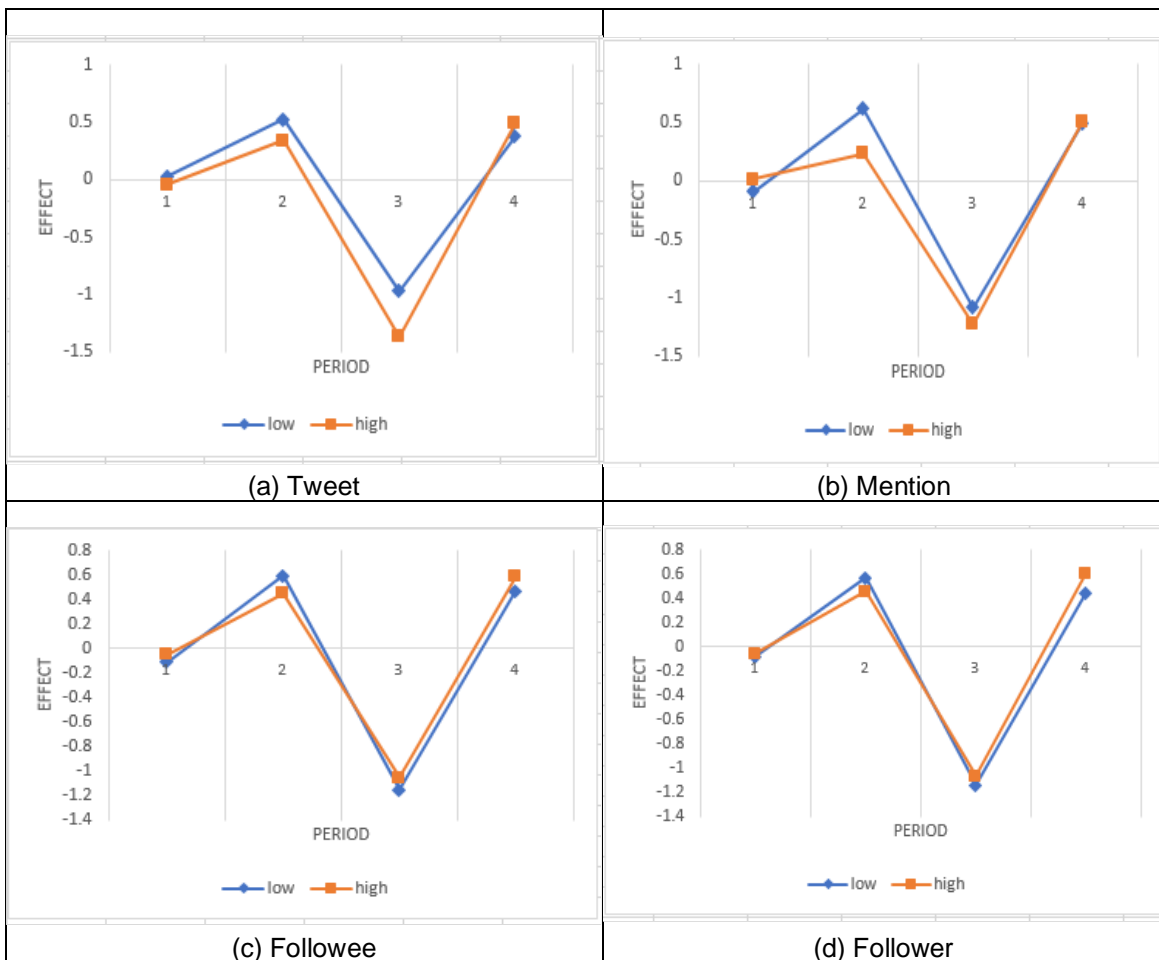 1
0.5
0
-0.5
-1
-1.5
EFFECT
1 2 3 4
PERIOD
low high
(a) Tweet
1
0.5
0
-0.5
-1
-1.5
EFFECT
1 2 3 4
PERIOD
low high
(b) Mention
0.8
0.6
0.4
0.2
0
-0.2
-0.4
-0.6
-0.8
-1
-1.2
-1.4
EFFECT
1 2 3 4
PERIOD
low high
(c) Followee
0.8
0.6
0.4
0.2
0
-0.2
-0.4
-0.6
-0.8
-1
-1.2
-1.4
EFFECT
1 2 3 4
PERIOD
low high
(d) Follower